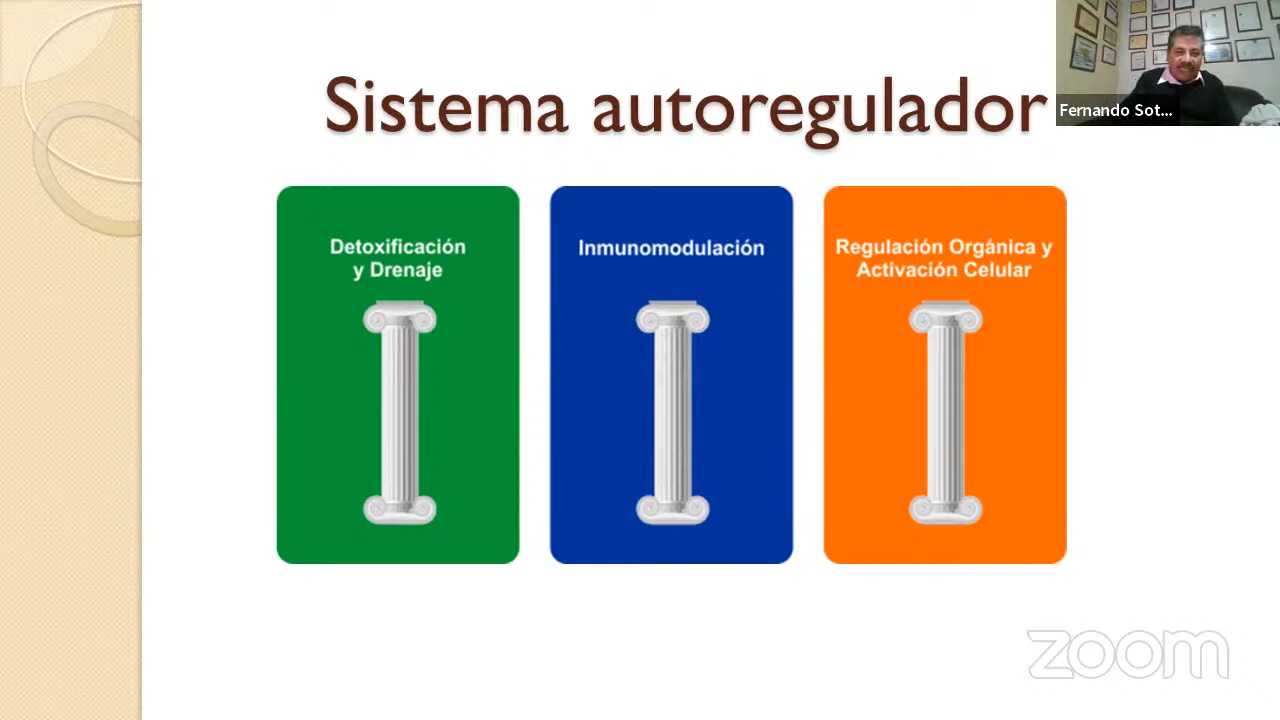 Sistema autoregulador
Fernando Sot...
Detoxificación
y Drenaje
Inmunomodulación
Regulación Orgánica y
Activación Celular
zoom